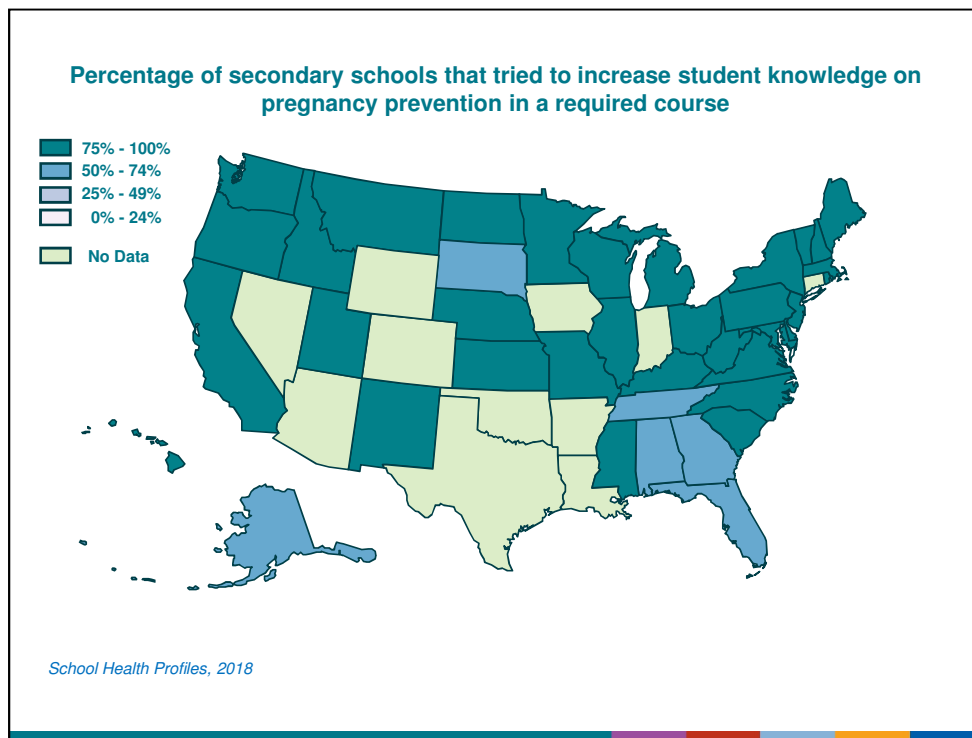 Percentage of secondary schools that tried to increase student knowledge on
pregnancy prevention in a required course
75% - 100%
50% - 74%
25% - 49%
0% - 24%
No Data
School Health Profiles, 2018